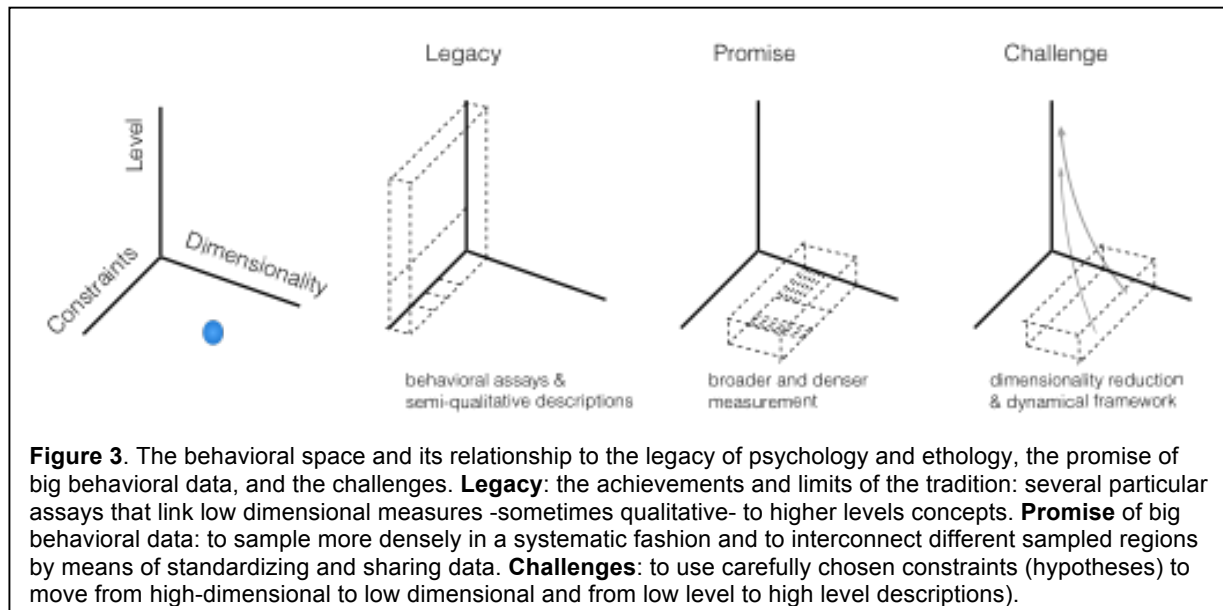 Legacy
Promise
Challenge
Level
Constraints
Dimensionality
behavioral assays &
semi-qualitative descriptions
broader and denser
measurement
dimensionality reduction
& dynamical framework
Figure 3. The behavioral space and its relationship to the legacy of psychology and ethology, the promise of
big behavioral data, and the challenges. Legacy: the achievements and limits of the tradition: several particular
assays that link low dimensional measures -sometimes qualitative- to higher levels concepts. Promise of big
behavioral data: to sample more densely in a systematic fashion and to interconnect different sampled regions
by means of standardizing and sharing data. Challenges: to use carefully chosen constraints (hypotheses) to
move from high-dimensional to low dimensional and from low level to high level descriptions).